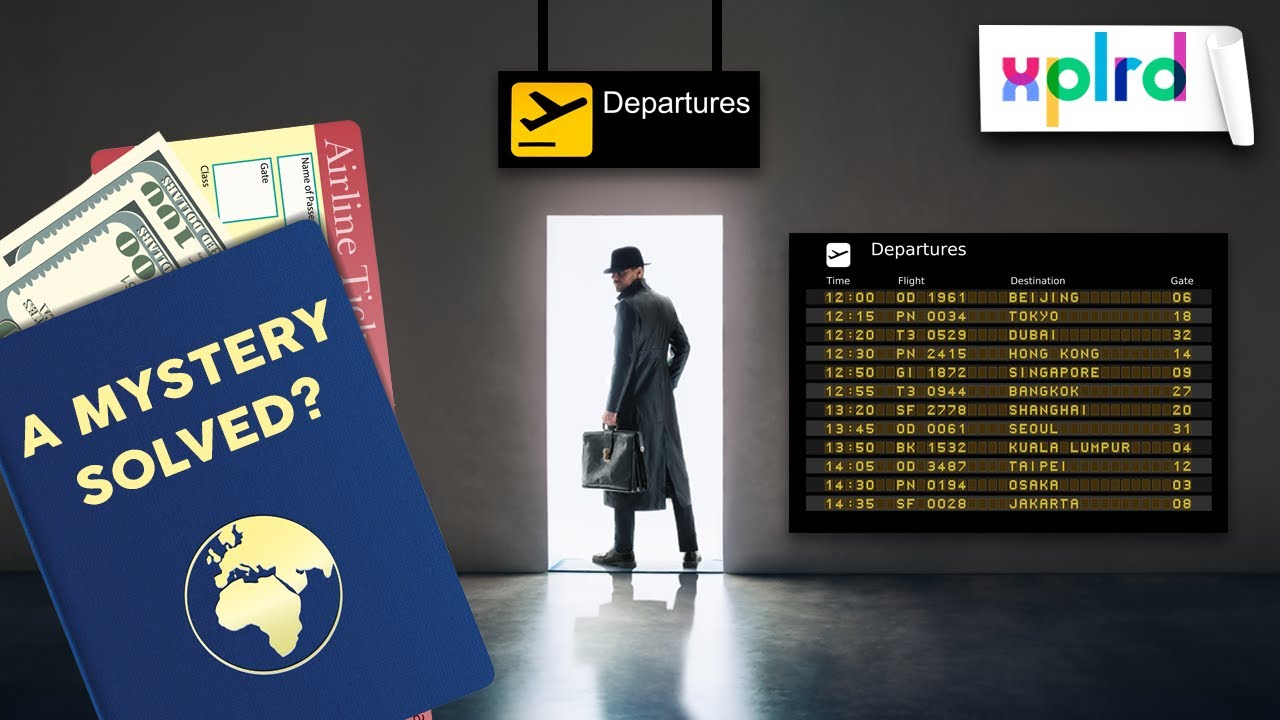 xplrd
Departures
Airline Tick
Name of Passe
Gate
Class
100
DOLLARS
A MYSTERY
SOLVED?
Departures
Time Flight Destination Gate
12:00 OD 1961 BEIJING 06
12:15 PN 0034 TOKYO 18
12:20 T3 0529 DUBAI 32
12:30 PN 2415 HONG KONG 14
12:50 GI 1872 SINGAPORE 09
12:55 T3 0944 BANGKOK 27
13:20 SF 2778 SHANGHAI 20
13:45 OD 0061 SEOUL 31
13:50 BK 1532 KUALA LUMPUR 04
14:05 OD 3487 TAIPEI 12
14:30 PN 0194 OSAKA 03
14:35 SF 0028 JAKARTA 08